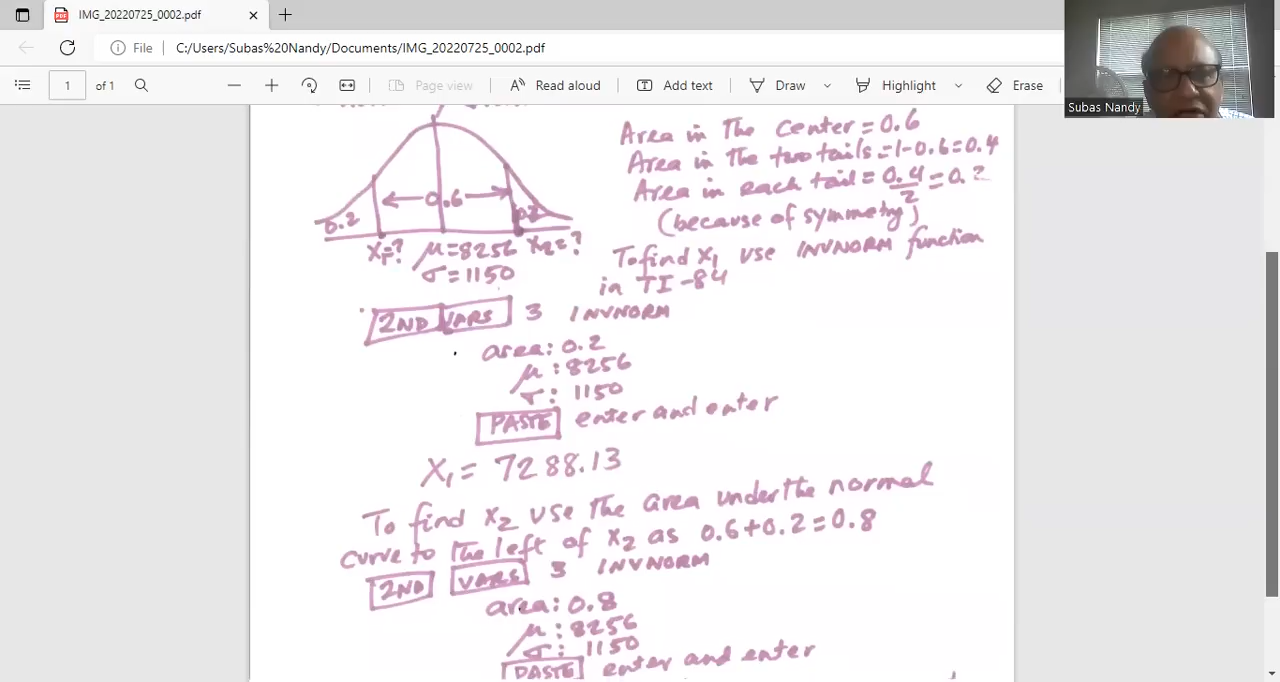 IMG_20220725_0002.pdf
File | C:/Users/Subas%20Nandy/Documents/IMG_20220725_0002.pdf
1 of 1 Page view Read aloud Add text Draw Highlight Erase
Subas Nandy
Area in The center = 0.6
Area in The two tails = 1-0.6=0.4
Area in each tail = 0.4/2 = 0.2
(because of symmetry)
0.2 0.6 0.2
X1=? μ=8256 X2=?
σ=1150
To find X1 use INVNORM function
in TI-84
2ND VARS 3 INVNORM
area: 0.2
μ: 8256
σ: 1150
PASTE enter and enter
X1 = 7288.13
To find X2 use The area under the normal
curve to The left of X2 as 0.6+0.2=0.8
2ND VARS 3 INVNORM
area: 0.8
μ: 8256
σ: 1150
PASTE enter and enter